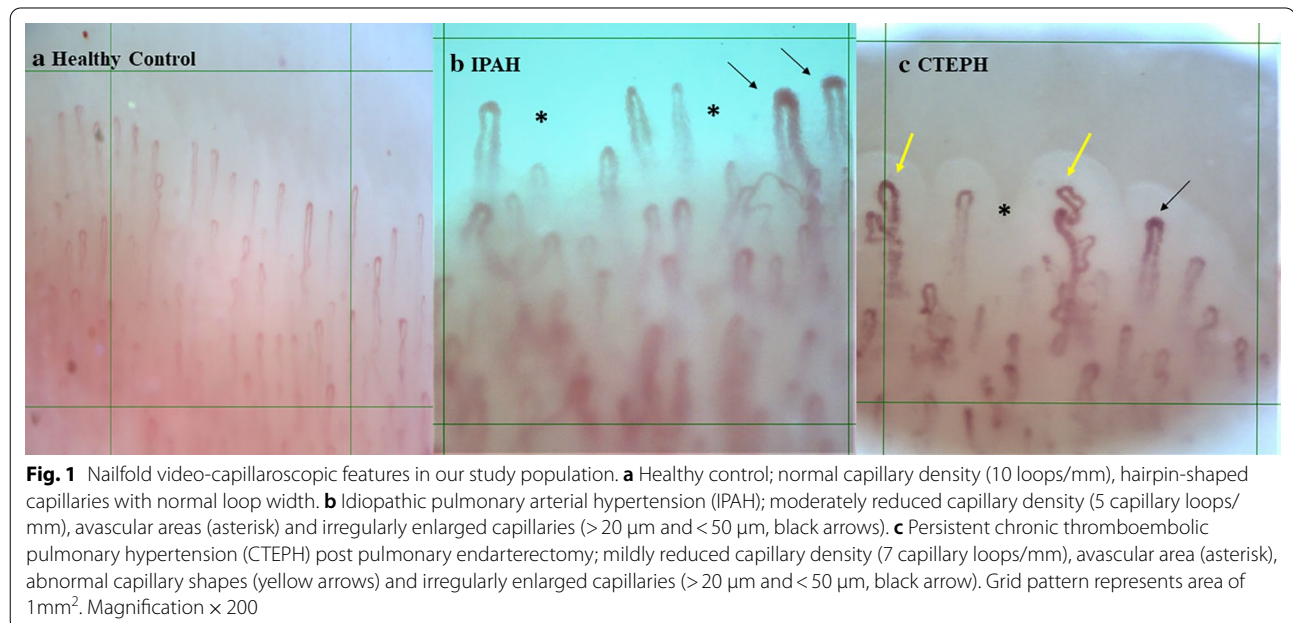 a Healthy Control
b IPAH
c CTEPH
*
*
*
Fig. 1 Nailfold video-capillaroscopic features in our study population. a Healthy control; normal capillary density (10 loops/mm), hairpin-shaped
capillaries with normal loop width. b Idiopathic pulmonary arterial hypertension (IPAH); moderately reduced capillary density (5 capillary loops/
mm), avascular areas (asterisk) and irregularly enlarged capillaries (> 20 μm and < 50 μm, black arrows). c Persistent chronic thromboembolic
pulmonary hypertension (CTEPH) post pulmonary endarterectomy; mildly reduced capillary density (7 capillary loops/mm), avascular area (asterisk),
abnormal capillary shapes (yellow arrows) and irregularly enlarged capillaries (> 20 μm and < 50 μm, black arrow). Grid pattern represents area of
1mm². Magnification × 200